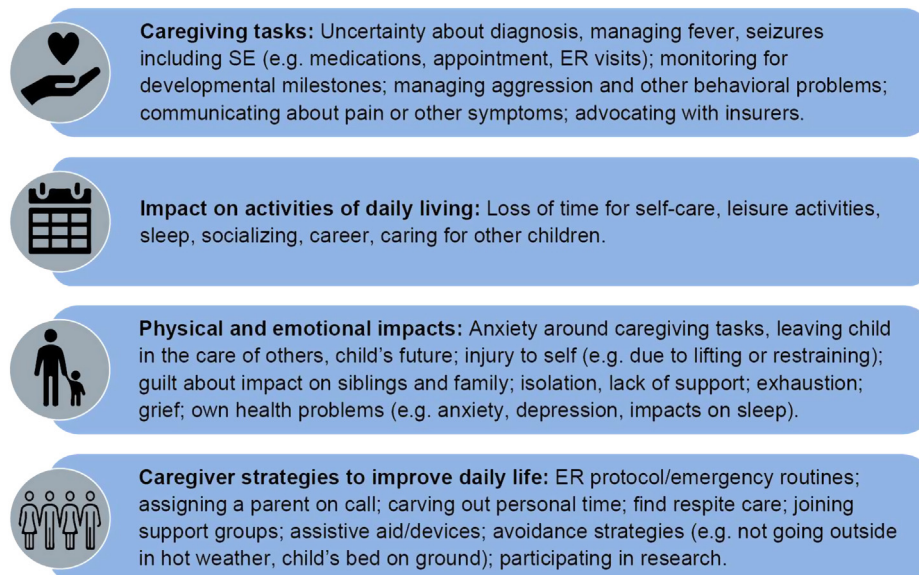 Caregiving tasks: Uncertainty about diagnosis, managing fever, seizures
including SE (e.g. medications, appointment, ER visits); monitoring for
developmental milestones; managing aggression and other behavioral problems;
communicating about pain or other symptoms; advocating with insurers.
Impact on activities of daily living: Loss of time for self-care, leisure activities,
sleep, socializing, career, caring for other children.
Physical and emotional impacts: Anxiety around caregiving tasks, leaving child
in the care of others, child's future; injury to self (e.g. due to lifting or restraining);
guilt about impact on siblings and family; isolation, lack of support; exhaustion;
grief; own health problems (e.g. anxiety, depression, impacts on sleep).
Caregiver strategies to improve daily life: ER protocol/emergency routines;
assigning a parent on call; carving out personal time; find respite care; joining
support groups; assistive aid/devices; avoidance strategies (e.g. not going outside
in hot weather, child's bed on ground); participating in research.